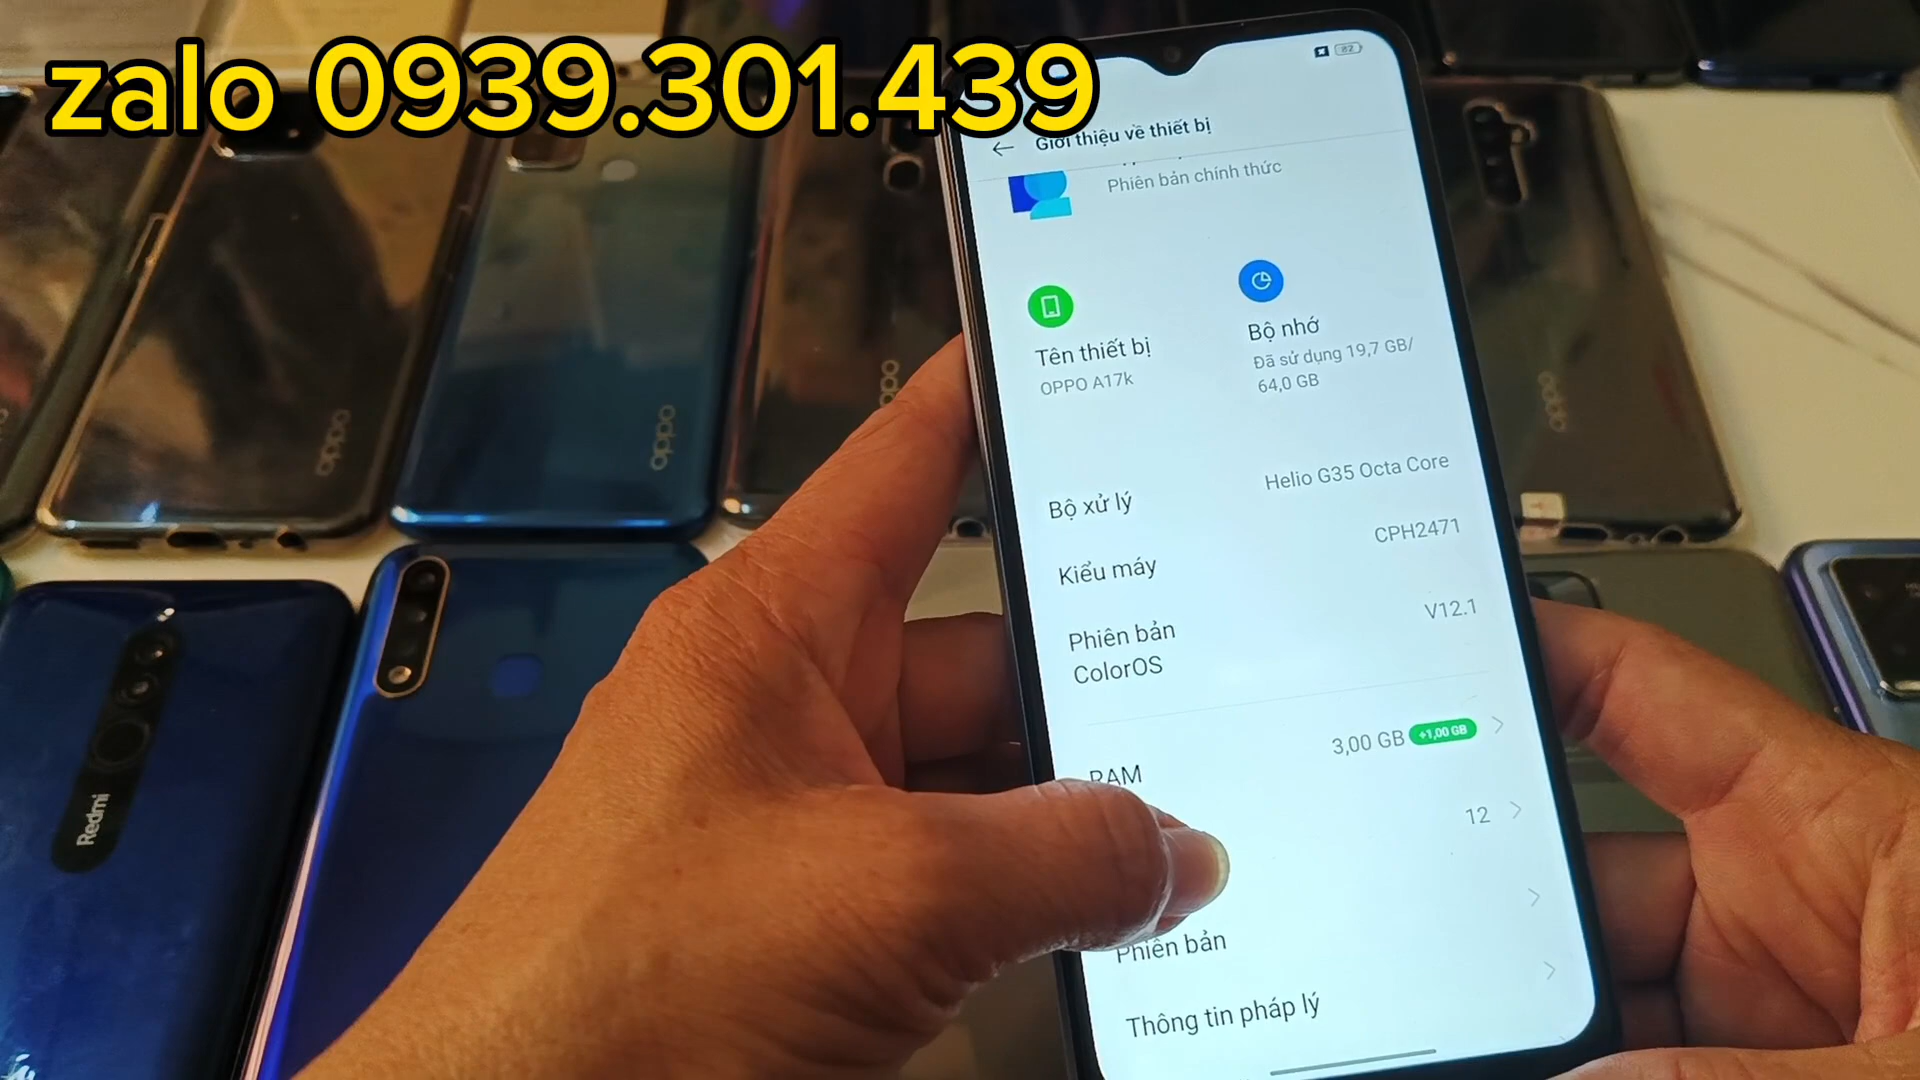 zalo 0939.301.439
82
Giới thiệu về thiết bị
Phiên bản chính thức
Tên thiết bị
OPPO A17k
Bộ nhớ
Đã sử dụng 19,7 GB/
64,0 GB
Bộ xử lý
Helio G35 Octa Core
Kiểu máy
CPH2471
Phiên bản
ColorOS
V12.1
RAM
3,00 GB +1,00 GB
12
Phiên bản
Thông tin pháp lý
oppo
oppo
oppo
oppo
Redmi